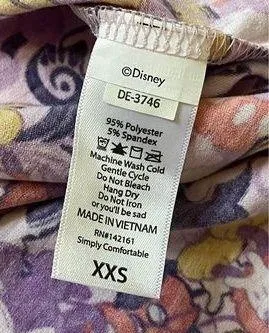 ©Disney
DE-3746
95% Polyester
5% Spandex
Machine Wash Cold
Gentle Cycle
Do Not Bleach
Hang Dry
Do Not Iron
or you'll be sad
MADE IN VIETNAM
RN#142161
Simply Comfortable
XXS